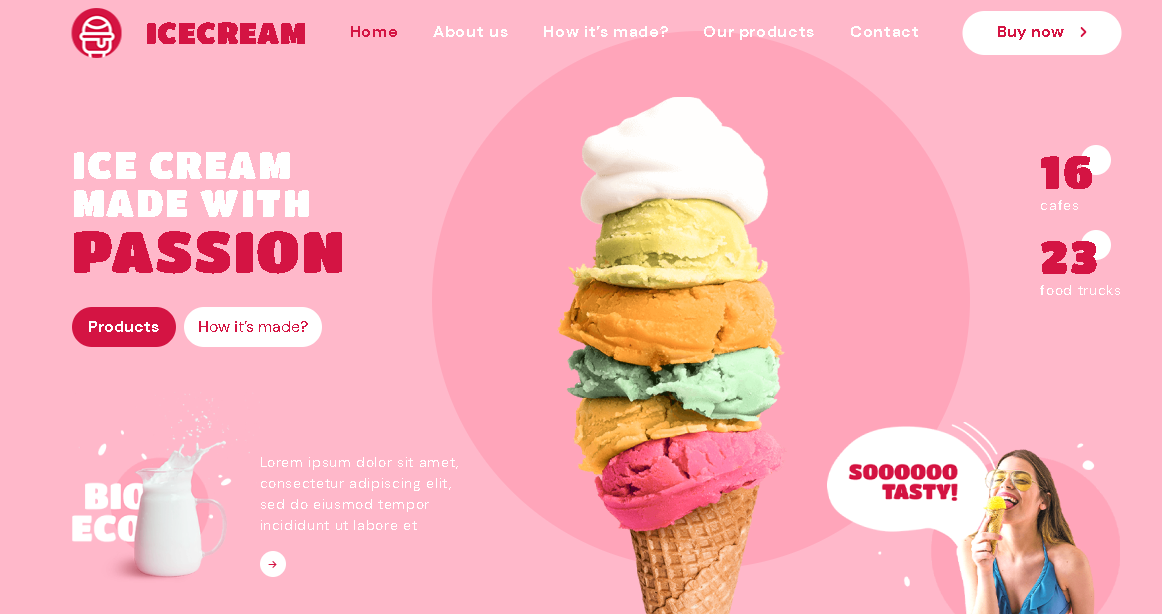 ICECREAM
Home
About us
How it's made?
Our products
Contact
Buy now
ICE CREAM
MADE WITH
PASSION
Products
How it's made?
16
cafes
23
food trucks
BIO
ECO
Lorem ipsum dolor sit amet,
consectetur adipiscing elit,
sed do eiusmod tempor
incididunt ut labore et
SOOOOOO
TASTY!